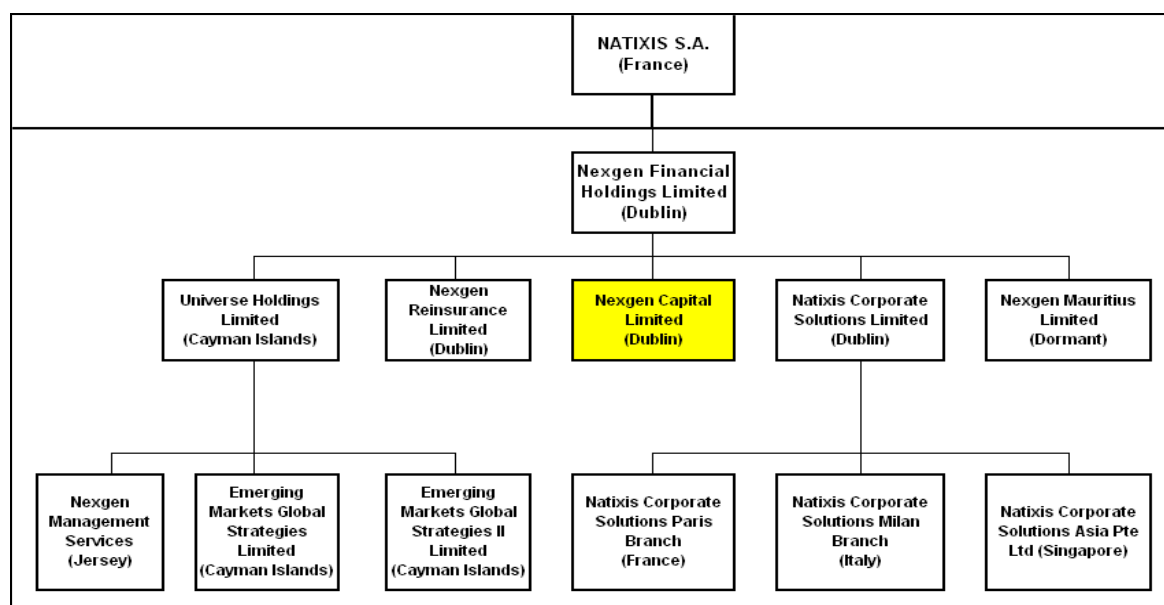 NATIXIS S.A.
(France)
Nexgen Financial
Holdings Limited
(Dublin)
Universe Holdings
Limited
(Cayman Islands)
Nexgen
Reinsurance
Limited
(Dublin)
Nexgen Capital
Limited
(Dublin)
Natixis Corporate
Solutions Limited
(Dublin)
Nexgen Mauritius
Limited
(Dormant)
Nexgen
Management
Services
(Jersey)
Emerging
Markets Global
Strategies
Limited
(Cayman Islands)
Emerging
Markets Global
Strategies II
Limited
(Cayman Islands)
Natixis Corporate
Solutions Paris
Branch
(France)
Natixis Corporate
Solutions Milan
Branch
(Italy)
Natixis Corporate
Solutions Asia Pte
Ltd (Singapore)